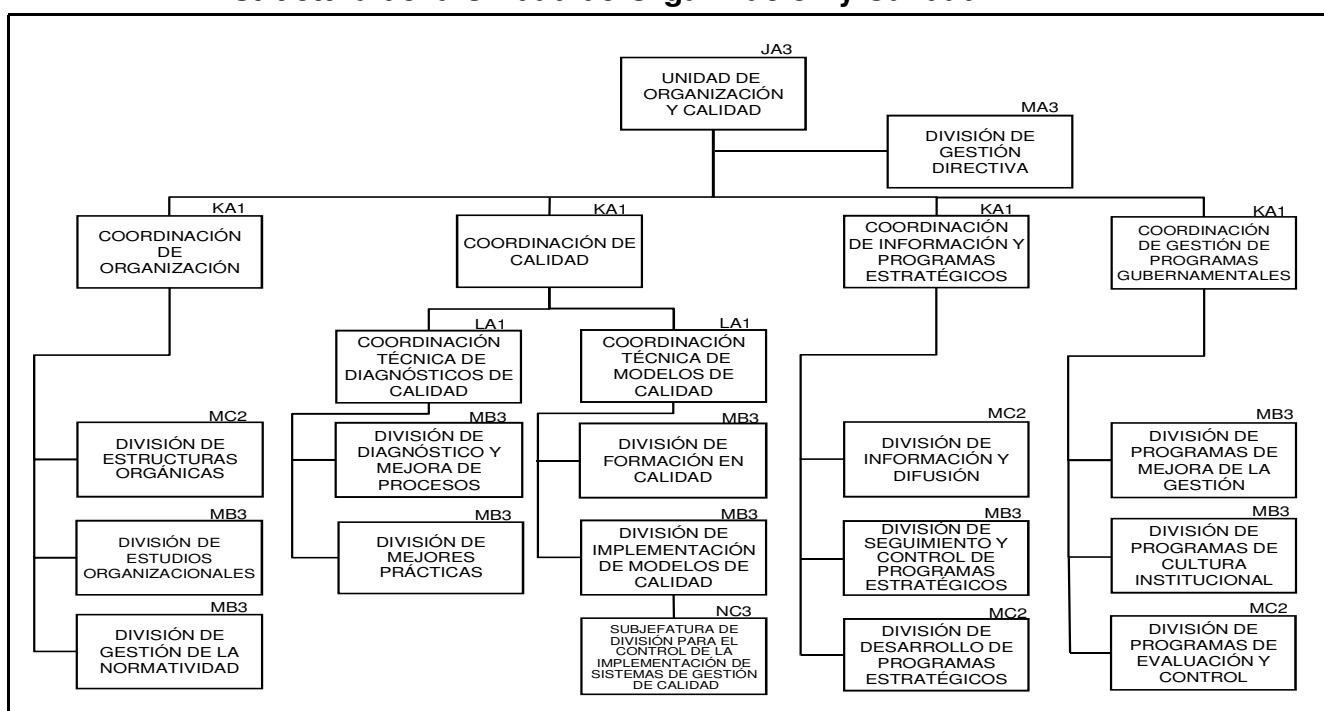 JA3
UNIDAD DE
ORGANIZACIÓN
Y CALIDAD
MA3
DIVISIÓN DE
GESTIÓN
DIRECTIVA
KA1
COORDINACIÓN
DE
ORGANIZACIÓN
KA1
COORDINACIÓN DE
CALIDAD
KA1
COORDINACIÓN
DE INFORMACIÓN Y
PROGRAMAS
ESTRATÉGICOS
KA1
COORDINACIÓN
DE GESTIÓN DE
PROGRAMAS
GUBERNAMENTALES
LA1
COORDINACIÓN
TÉCNICA DE
DIAGNÓSTICOS DE
CALIDAD
LA1
COORDINACIÓN
TÉCNICA DE
MODELOS DE
CALIDAD
MC2
DIVISIÓN DE
ESTRUCTURAS
ORGÁNICAS
MB3
DIVISIÓN DE
DIAGNÓSTICO Y
MEJORA DE
PROCESOS
MB3
DIVISIÓN DE
FORMACIÓN EN
CALIDAD
MC2
DIVISIÓN DE
INFORMACIÓN Y
DIFUSIÓN
MB3
DIVISIÓN DE
PROGRAMAS DE
MEJORA DE LA
GESTIÓN
MB3
DIVISIÓN DE
ESTUDIOS
ORGANIZACIONALES
MB3
DIVISIÓN DE
MEJORES
PRÁCTICAS
MB3
DIVISIÓN DE
IMPLEMENTACIÓN
DE MODELOS DE
CALIDAD
MB3
DIVISIÓN DE
SEGUIMIENTO Y
CONTROL DE
PROGRAMAS
ESTRATÉGICOS
MB3
DIVISIÓN DE
PROGRAMAS DE
CULTURA
INSTITUCIONAL
MB3
DIVISIÓN DE
GESTIÓN DE LA
NORMATIVIDAD
NC3
SUBJEFATURA DE
DIVISIÓN PARA EL
CONTROL DE LA
IMPLEMENTACIÓN DE
SISTEMAS DE GESTIÓN
DE CALIDAD
MC2
DIVISIÓN DE
DESARROLLO DE
PROGRAMAS
ESTRATÉGICOS
MC2
DIVISIÓN DE
PROGRAMAS DE
EVALUACIÓN Y
CONTROL